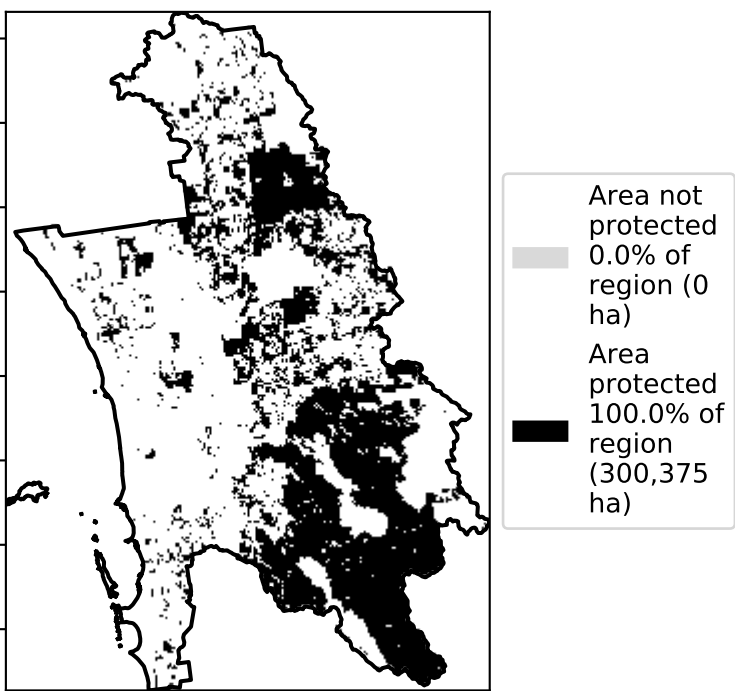 Area not
protected
0.0% of
region (0
ha)
Area
protected
100.0% of
region
(300,375
ha)